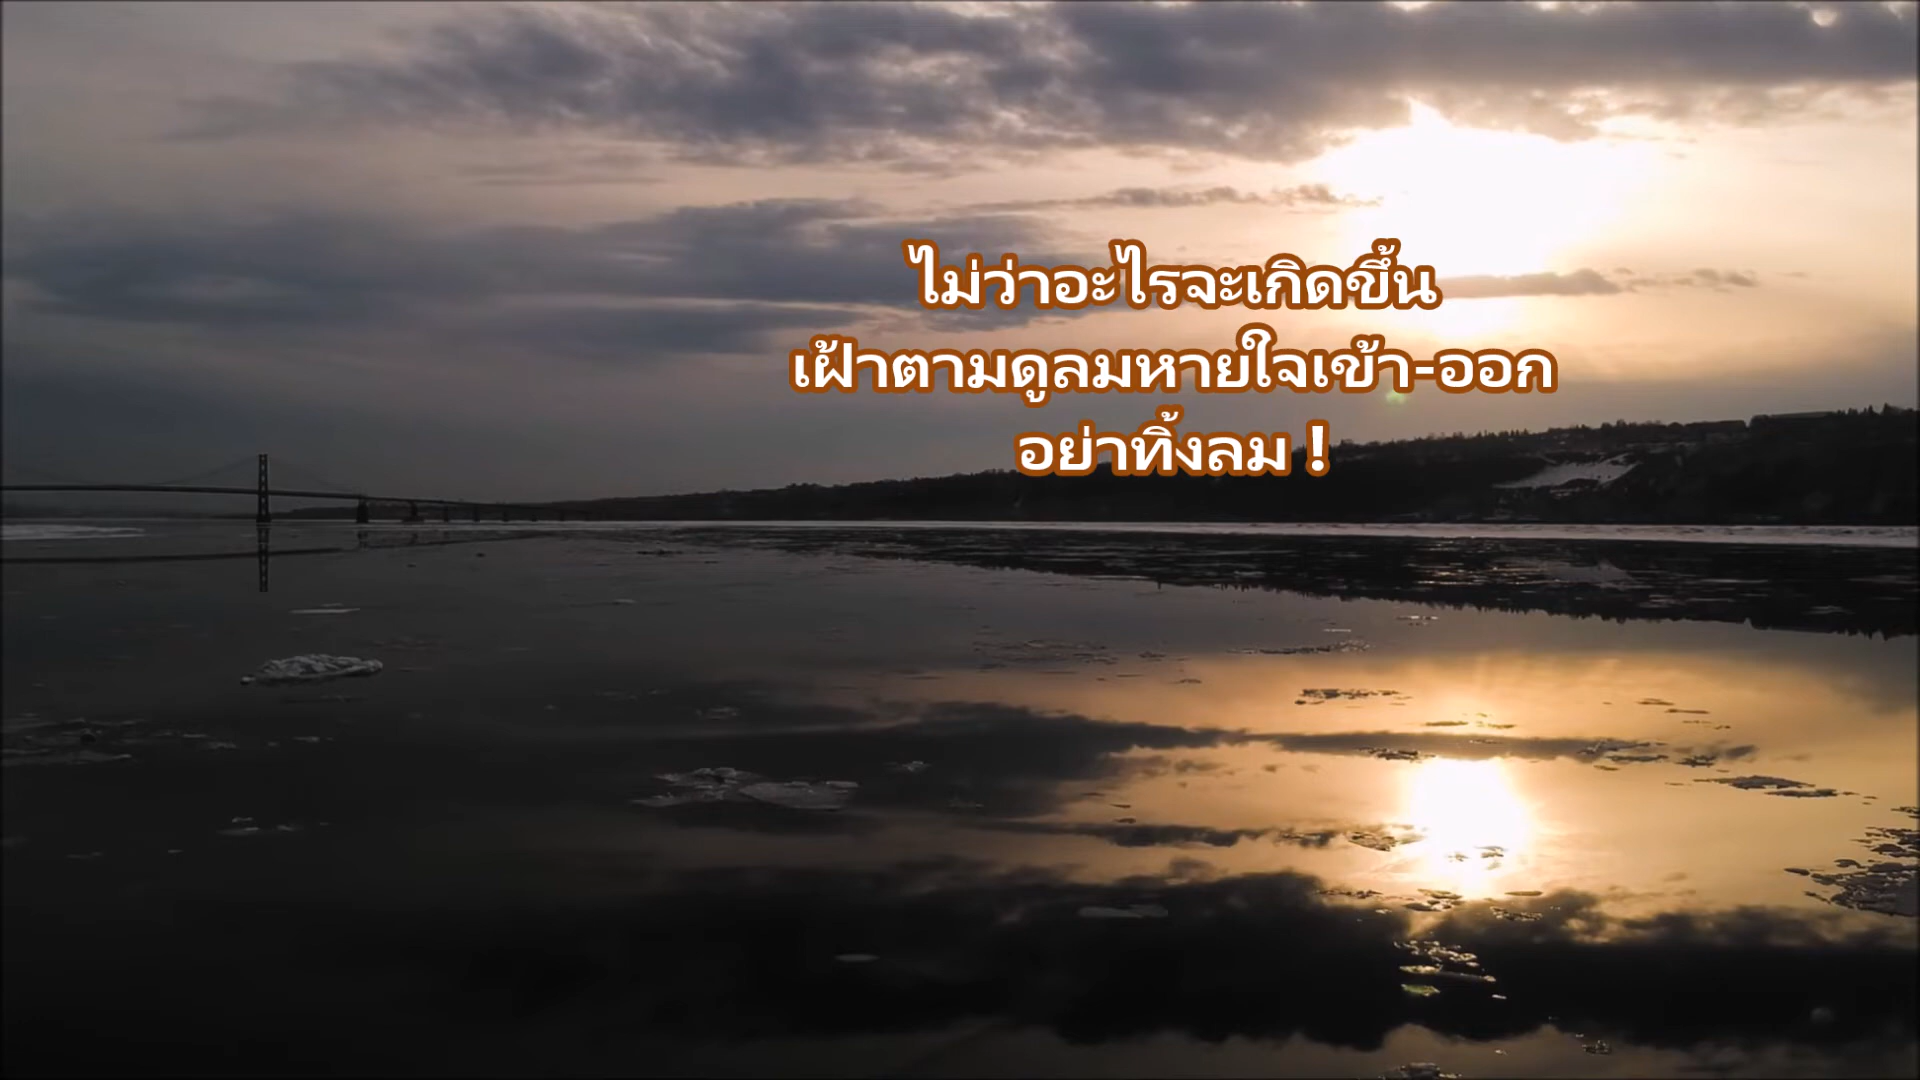 ไม่ว่าอะไรจะเกิดขึ้น
เฝ้าตามดูลมหายใจเข้า-ออก
อย่าทิ้งลม !